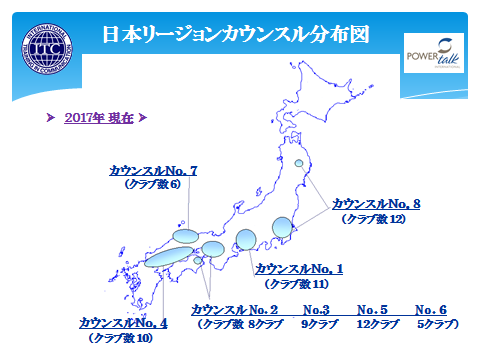 日本リージョンカウンスル分布図
INTERNATIONAL
ITC
TRAINING IN COMMUNICATION
POWER
talk
INTERNATIONAL
2017年 現在
カウンスルNo. 7
(クラブ数 6)
カウンスルNo. 8
(クラブ数 12)
カウンスルNo. 1
(クラブ数 11)
カウンスル No. 2 No.3 No. 5 No. 6
(クラブ数 8クラブ 9クラブ 12クラブ 5クラブ)
カウンスルNo. 4
(クラブ数 10)